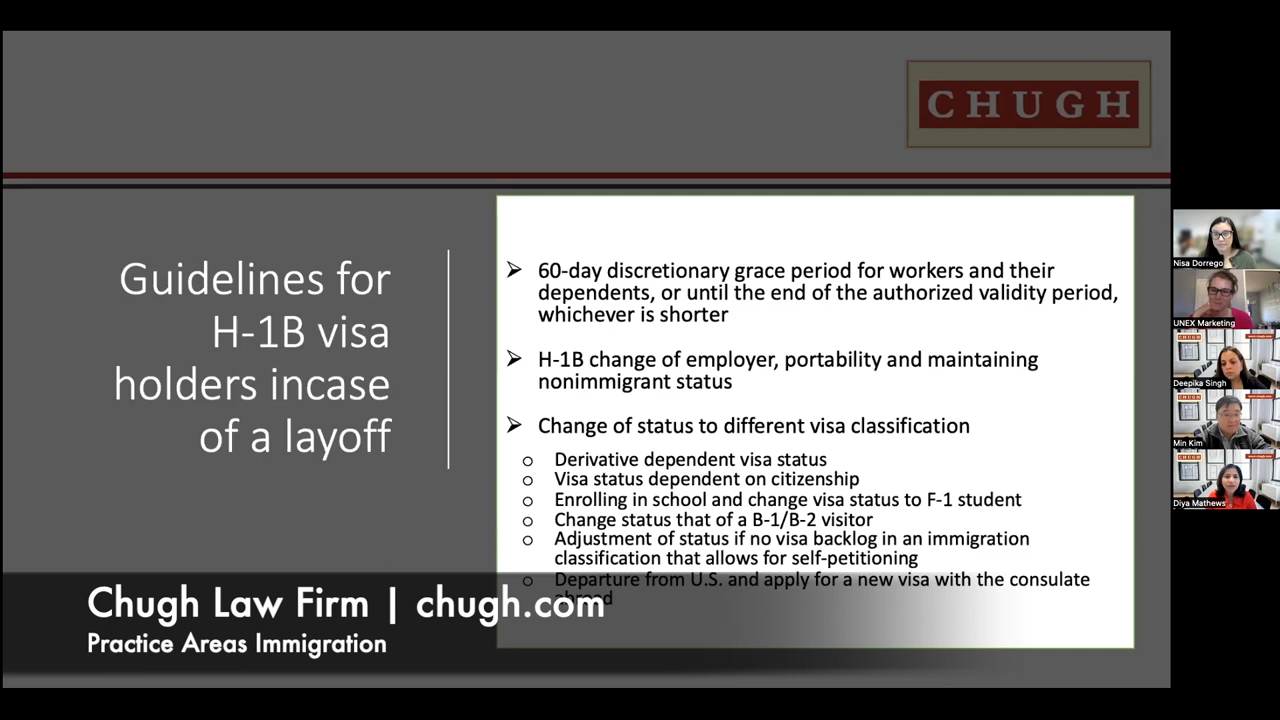 CHUGH
Guidelines for
H-1B visa
holders incase
of a layoff
➢ 60-day discretionary grace period for workers and their
dependents, or until the end of the authorized validity period,
whichever is shorter
➢ H-1B change of employer, portability and maintaining
nonimmigrant status
➢ Change of status to different visa classification
o Derivative dependent visa status
o Visa status dependent on citizenship
o Enrolling in school and change visa status to F-1 student
o Change status that of a B-1/B-2 visitor
o Adjustment of status if no visa backlog in an immigration
classification that allows for self-petitioning
o Departure from U.S. and apply for a new visa with the consulate
abroad
Chugh Law Firm | chugh.com
Practice Areas Immigration
Nisa Dorrego
UNEX Marketing
CHUGH
Deepika Singh
CHUGH
Min Kim
CHUGH
Diya Mathews